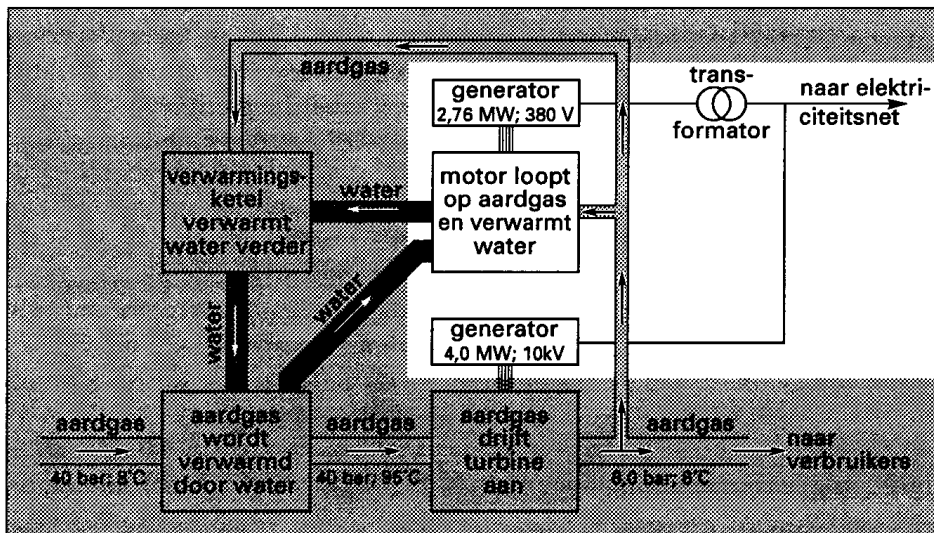 aardgas
generator
2,76 MW; 380 V
trans-
formator
naar elektri-
citeitsnet
verwarmings-
ketel
verwarmt
water verder
water
motor loopt
op aardgas
en verwarmt
water
water
water
generator
4,0 MW; 10kV
aardgas
40 bar; 8°C
aardgas
wordt
verwarmd
door water
aardgas
40 bar; 95°C
aardgas
drijft
turbine
aan
aardgas
8,0 bar; 8°C
naar
verbruikers